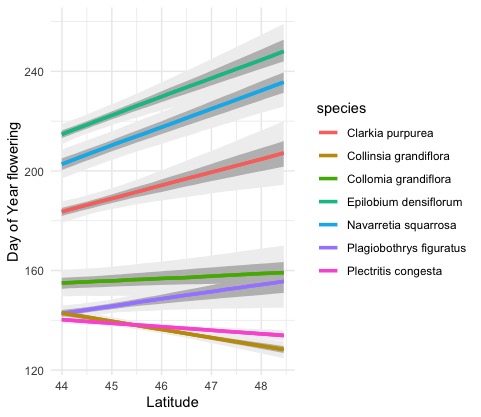 240
200
160
120
Day of Year flowering
44 45 46 47 48
Latitude
species
Clarkia purpurea
Collinsia grandiflora
Collomia grandiflora
Epilobium densiflorum
Navarretia squarrosa
Plagiobothrys figuratus
Plectritis congesta